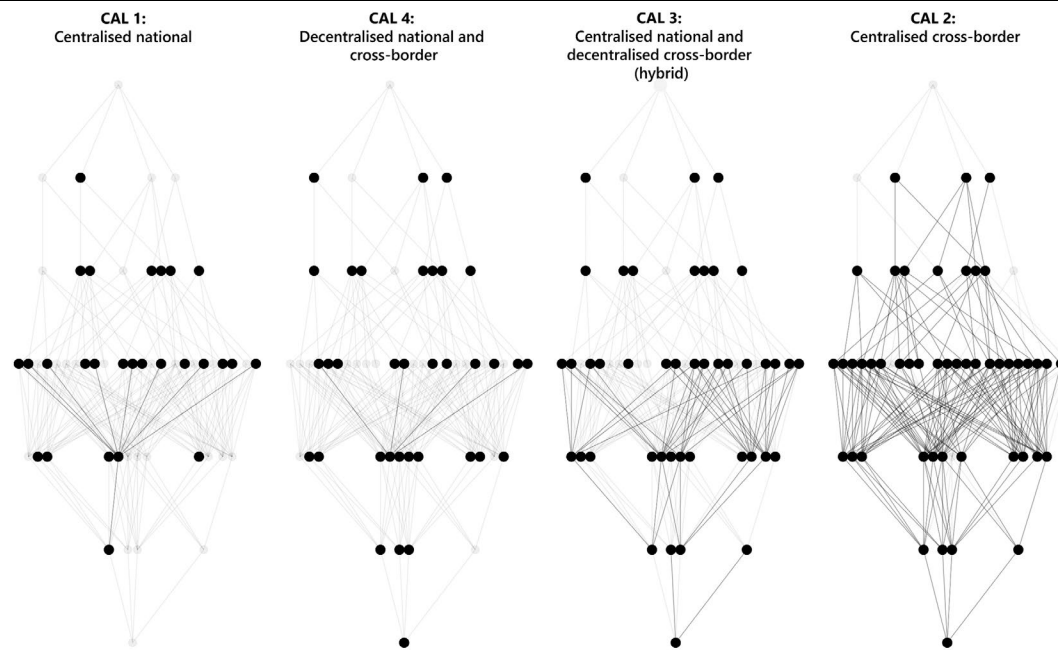 CAL 1:
Centralised national
CAL 4:
Decentralised national and
cross-border
CAL 3:
Centralised national and
decentralised cross-border
(hybrid)
CAL 2:
Centralised cross-border